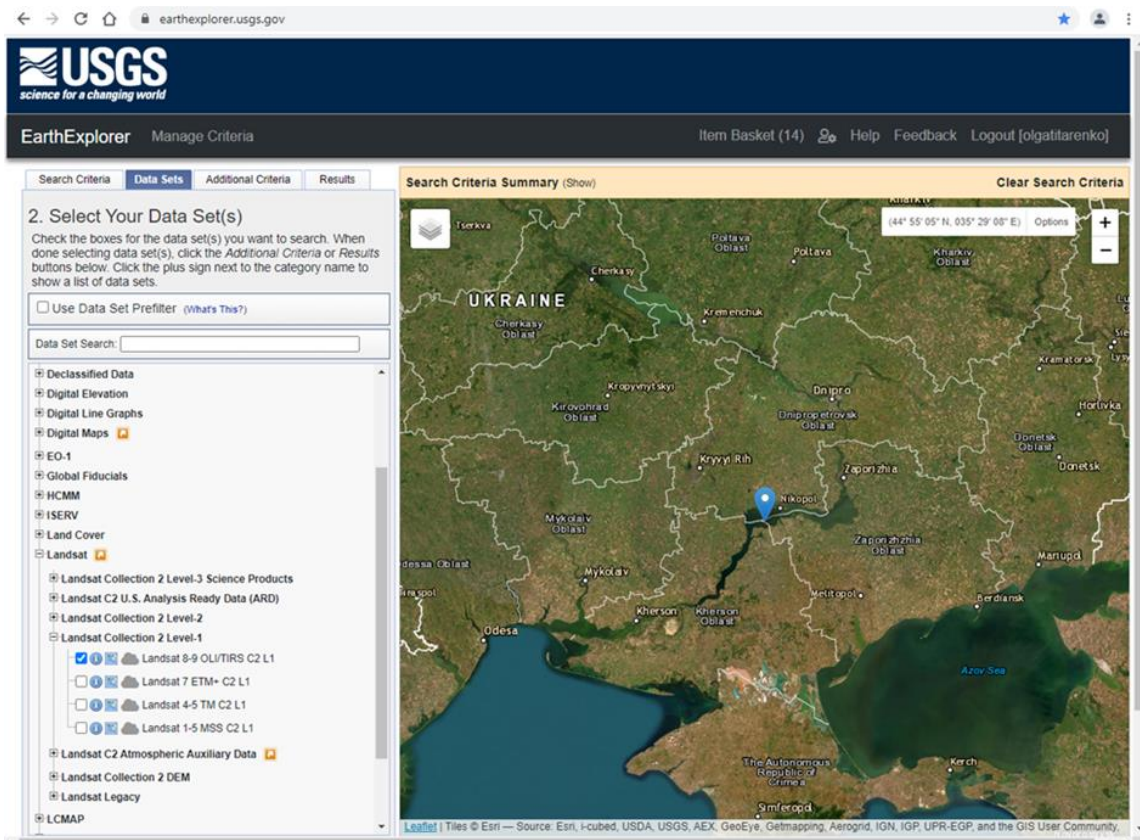 earthexplorer.usgs.gov
USGS
science for a changing world
EarthExplorer Manage Criteria Item Basket (14) Help Feedback Logout [olgatitarenko]
Search Criteria Data Sets Additional Criteria Results
2. Select Your Data Set(s)
Check the boxes for the data set(s) you want to search. When
done selecting data set(s), click the Additional Criteria or Results
buttons below. Click the plus sign next to the category name to
show a list of data sets.
Use Data Set Prefilter (What's This?)
Data Set Search:
Declassified Data
Digital Elevation
Digital Line Graphs
Digital Maps
EO-1
Global Fiducials
HCMM
ISERV
Land Cover
Landsat
Landsat Collection 2 Level-3 Science Products
Landsat C2 U.S. Analysis Ready Data (ARD)
Landsat Collection 2 Level-2
Landsat Collection 2 Level-1
Landsat 8-9 OLI/TIRS C2 L1
Landsat 7 ETM+ C2 L1
Landsat 4-5 TM C2 L1
Landsat 1-5 MSS C2 L1
Landsat C2 Atmospheric Auxiliary Data
Landsat Collection 2 DEM
Landsat Legacy
LCMAP
Search Criteria Summary (Show) Clear Search Criteria
(44° 55' 05" N, 035° 29' 08" E) Options
+
−
Tserkva
Poltava
Oblast
Poltava
Kharkiv
Oblast
Cherkasy
UKRAINE
Cherkasy
Oblast
Kremenchuk
Kramatorsk
Kropyvnytskyi
Dnipro
Kirovohrad
Oblast
Dnipropetrovsk
Oblast
Horlivka
Donetsk
Oblast
Kryvyi Rih
Zaporizhia
Donetsk
Nikopol
Mykolaiv
Oblast
Zaporizhzhia
Oblast
Mariupol
dessa Oblast
Mykolaiv
Tiraspol
Melitopol
Berdiansk
Kherson
Kherson
Oblast
Odesa
Azov Sea
The Autonomous
Republic of
Crimea
Kerch
Simferopol
Leaflet | Tiles © Esri — Source: Esri, i-cubed, USDA, USGS, AEX, GeoEye, Getmapping, Aerogrid, IGN, IGP, UPR-EGP, and the GIS User Community,